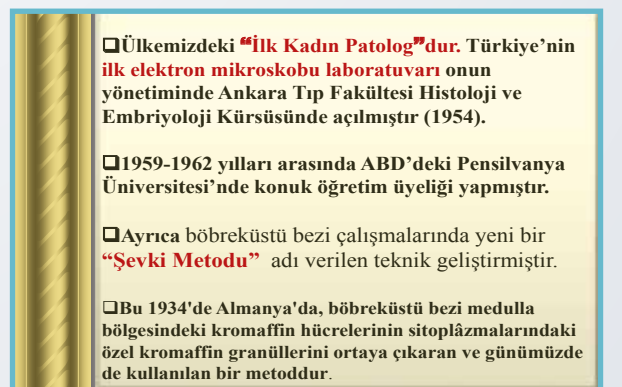 ❑Ülkemizdeki “İlk Kadın Patolog”dur. Türkiye’nin
ilk elektron mikroskobu laboratuvarı onun
yönetiminde Ankara Tıp Fakültesi Histoloji ve
Embriyoloji Kürsüsünde açılmıştır (1954).
❑1959-1962 yılları arasında ABD’deki Pensilvanya
Üniversitesi’nde konuk öğretim üyeliği yapmıştır.
❑Ayrıca böbreküstü bezi çalışmalarında yeni bir
“Şevki Metodu” adı verilen teknik geliştirmiştir.
❑Bu 1934'de Almanya'da, böbreküstü bezi medulla
bölgesindeki kromaffin hücrelerinin sitoplâzmalarındaki
özel kromaffin granüllerini ortaya çıkaran ve günümüzde
de kullanılan bir metoddur.